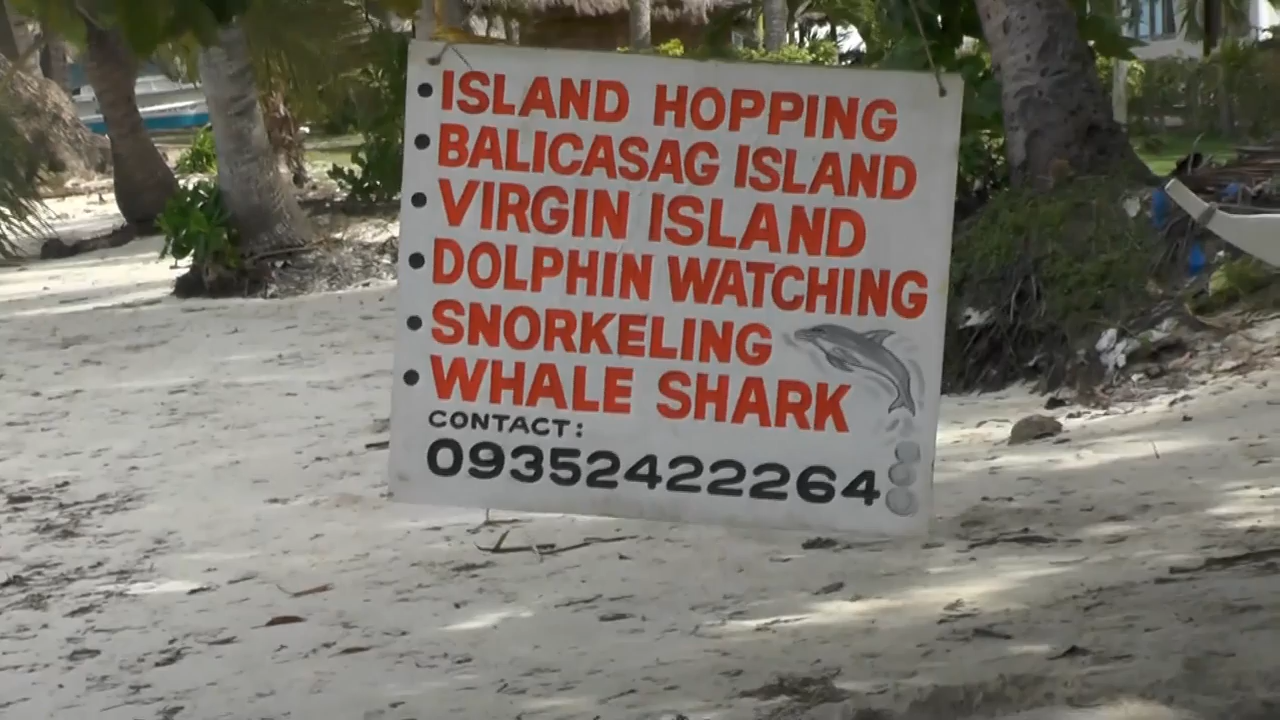 • ISLAND HOPPING
• BALICASAG ISLAND
• VIRGIN ISLAND
• DOLPHIN WATCHING
• SNORKELING
• WHALE SHARK
CONTACT:
09352422264